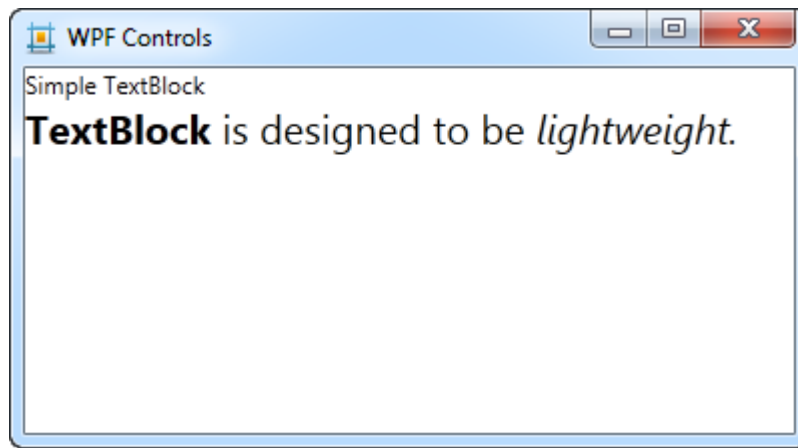 WPF Controls
Simple TextBlock
TextBlock is designed to be lightweight.